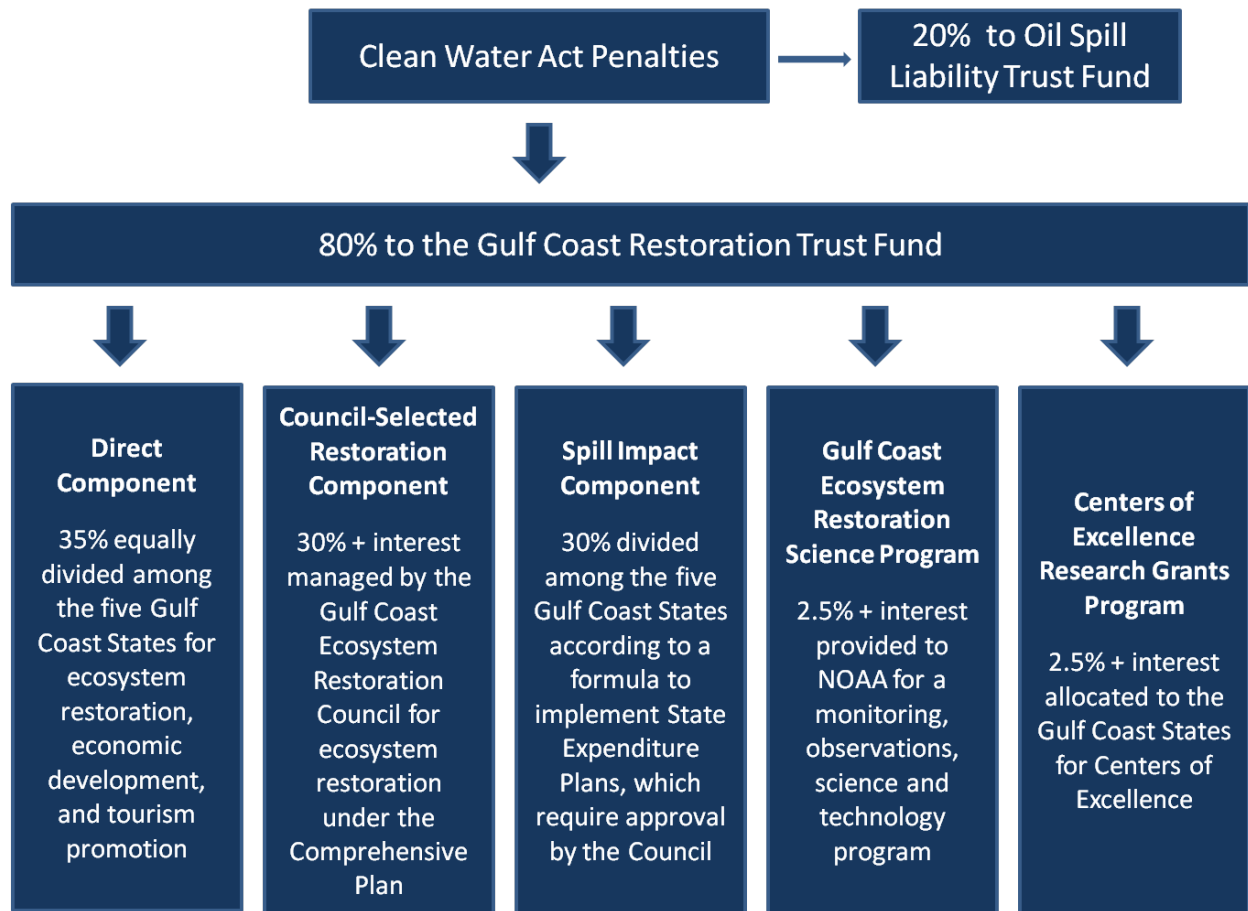 Clean Water Act Penalties
20% to Oil Spill
Liability Trust Fund
80% to the Gulf Coast Restoration Trust Fund
Direct
Component
35% equally
divided among
the five Gulf
Coast States for
ecosystem
restoration,
economic
development,
and tourism
promotion
Council-Selected
Restoration
Component
30% + interest
managed by the
Gulf Coast
Ecosystem
Restoration
Council for
ecosystem
restoration
under the
Comprehensive
Plan
Spill Impact
Component
30% divided
among the five
Gulf Coast States
according to a
formula to
implement State
Expenditure
Plans, which
require approval
by the Council
Gulf Coast
Ecosystem
Restoration
Science Program
2.5% + interest
provided to
NOAA for a
monitoring,
observations,
science and
technology
program
Centers of
Excellence
Research Grants
Program
2.5% + interest
allocated to the
Gulf Coast States
for Centers of
Excellence